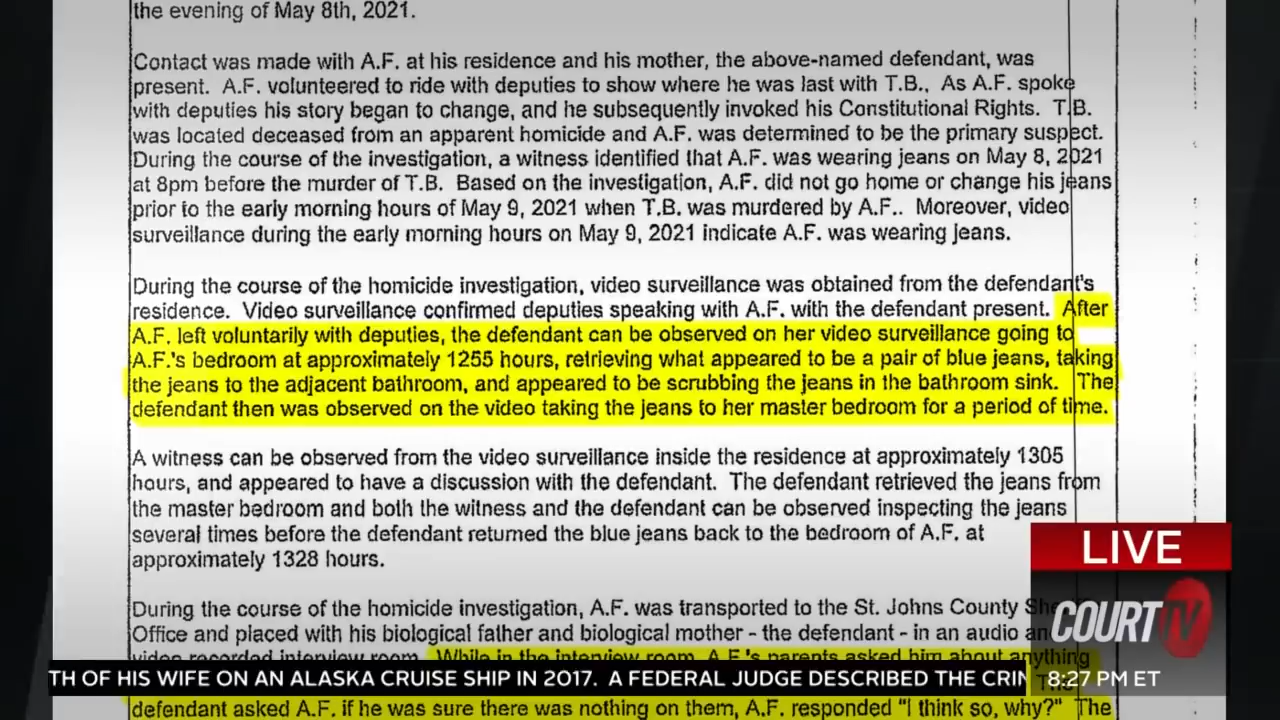 the evening of May 8th, 2021.
Contact was made with A.F. at his residence and his mother, the above-named defendant, was
present. A.F. volunteered to ride with deputies to show where he was last with T.B., As A.F. spoke
with deputies his story began to change, and he subsequently invoked his Constitutional Rights. T.B.
was located deceased from an apparent homicide and A.F. was determined to be the primary suspect.
During the course of the investigation, a witness identified that A.F. was wearing jeans on May 8, 2021
at 8pm before the murder of T.B. Based on the investigation, A.F. did not go home or change his jeans
prior to the early morning hours of May 9, 2021 when T.B. was murdered by A.F.. Moreover, video
surveillance during the early morning hours on May 9, 2021 indicate A.F. was wearing jeans.
During the course of the homicide investigation, video surveillance was obtained from the defendant's
residence. Video surveillance confirmed deputies speaking with A.F. with the defendant present. After
A.F. left voluntarily with deputies, the defendant can be observed on her video surveillance going to
A.F.'s bedroom at approximately 1255 hours, retrieving what appeared to be a pair of blue jeans, taking
the jeans to the adjacent bathroom, and appeared to be scrubbing the jeans in the bathroom sink. The
defendant then was observed on the video taking the jeans to her master bedroom for a period of time.
A witness can be observed from the video surveillance inside the residence at approximately 1305
hours, and appeared to have a discussion with the defendant. The defendant retrieved the jeans from
the master bedroom and both the witness and the defendant can be observed inspecting the jeans
several times before the defendant returned the blue jeans back to the bedroom of A.F. at
approximately 1328 hours.
During the course of the homicide investigation, A.F. was transported to the St. Johns County
Office and placed with his biological father and biological mother - the defendant - in an audio
video recorded interview room. While in the interview room, A.F.'s parents asked him about anything
defendant asked A.F. if he was sure there was nothing on them, A.F. responded "I think so, why?" The
LIVE
COURT TV
TH OF HIS WIFE ON AN ALASKA CRUISE SHIP IN 2017. A FEDERAL JUDGE DESCRIBED THE CRIM
8:27 PM ET